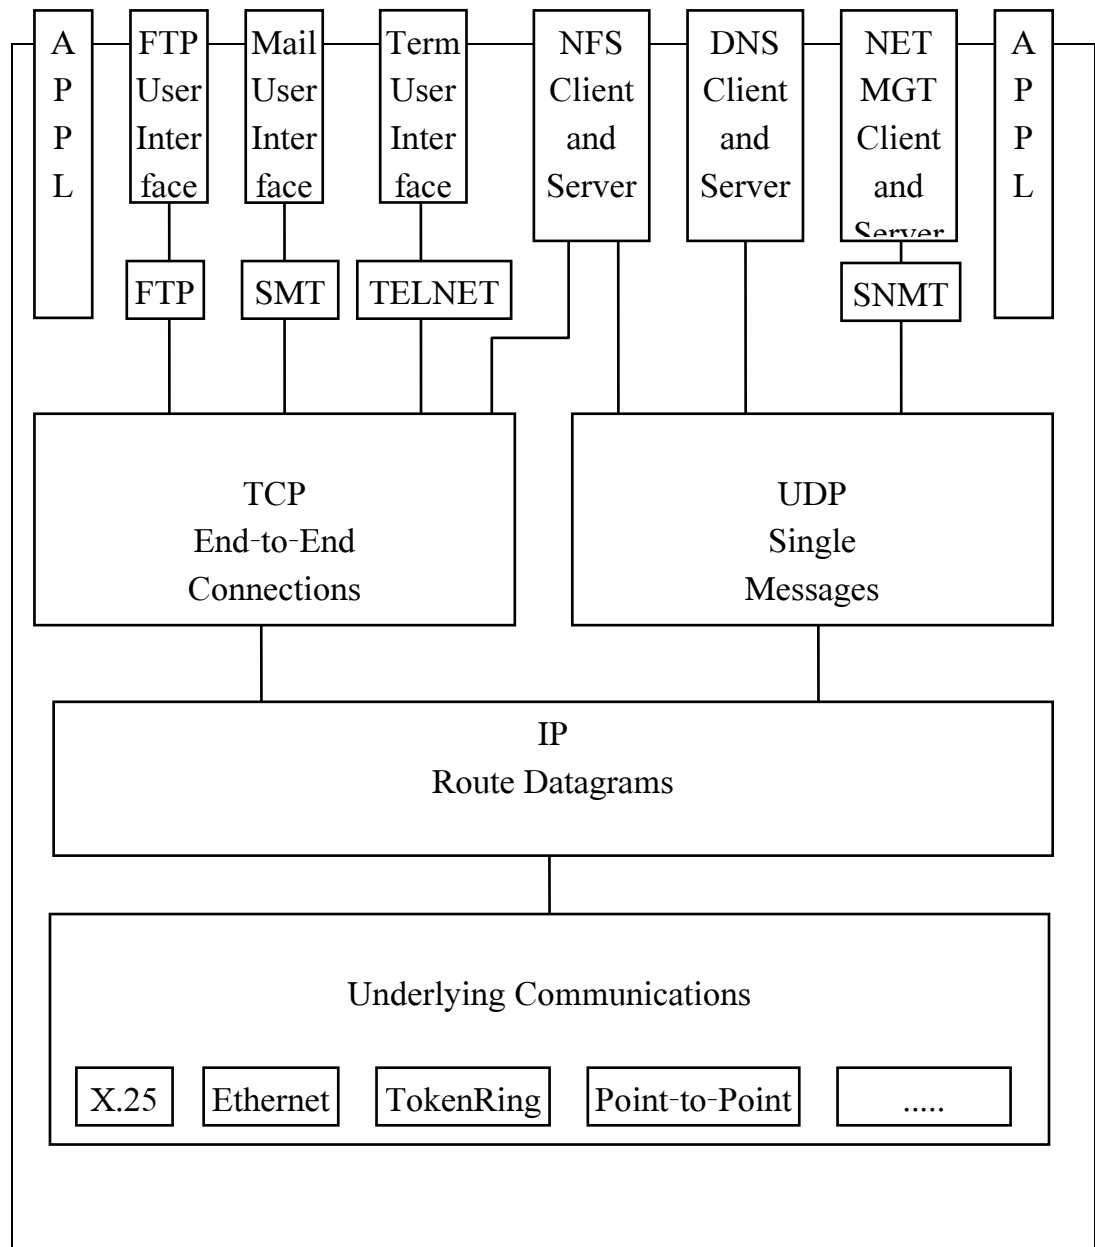 A
P
P
L
FTP
User
Inter
face
Mail
User
Inter
face
Term
User
Inter
face
NFS
Client
and
Server
DNS
Client
and
Server
NET
MGT
Client
and
Server
A
P
P
L
FTP
SMT
TELNET
SNMT
TCP
End-to-End
Connections
UDP
Single
Messages
IP
Route Datagrams
Underlying Communications
X.25
Ethernet
TokenRing
Point-to-Point
.....